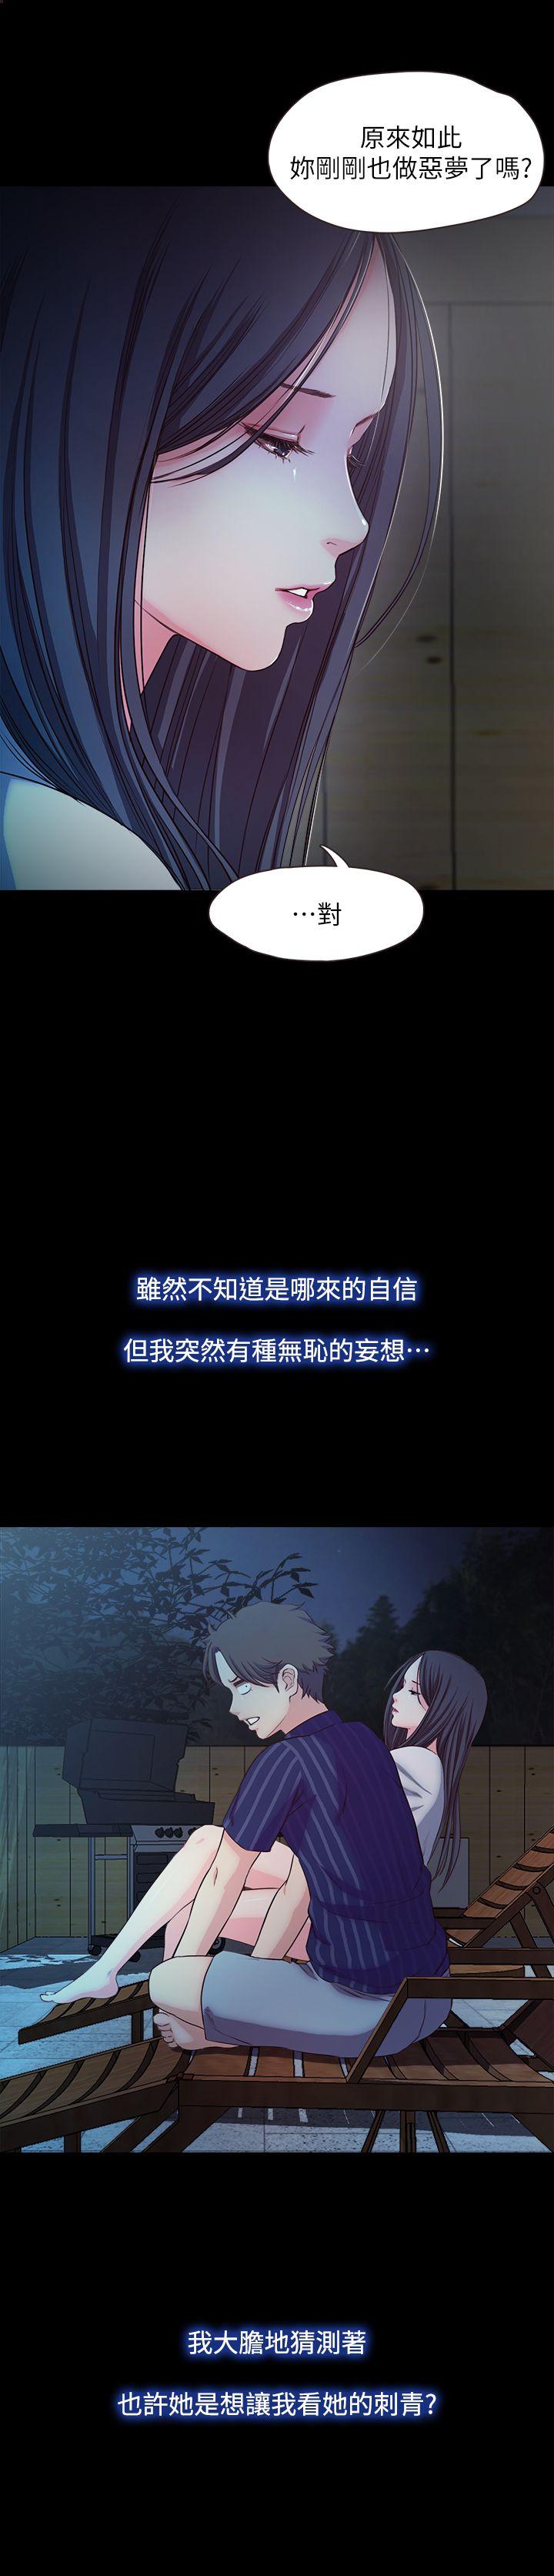 原來如此
妳剛剛也做惡夢了嗎?
…對
雖然不知道是哪來的自信
但我突然有種無恥的妄想…
我大膽地猜測著
也許她是想讓我看她的刺青?